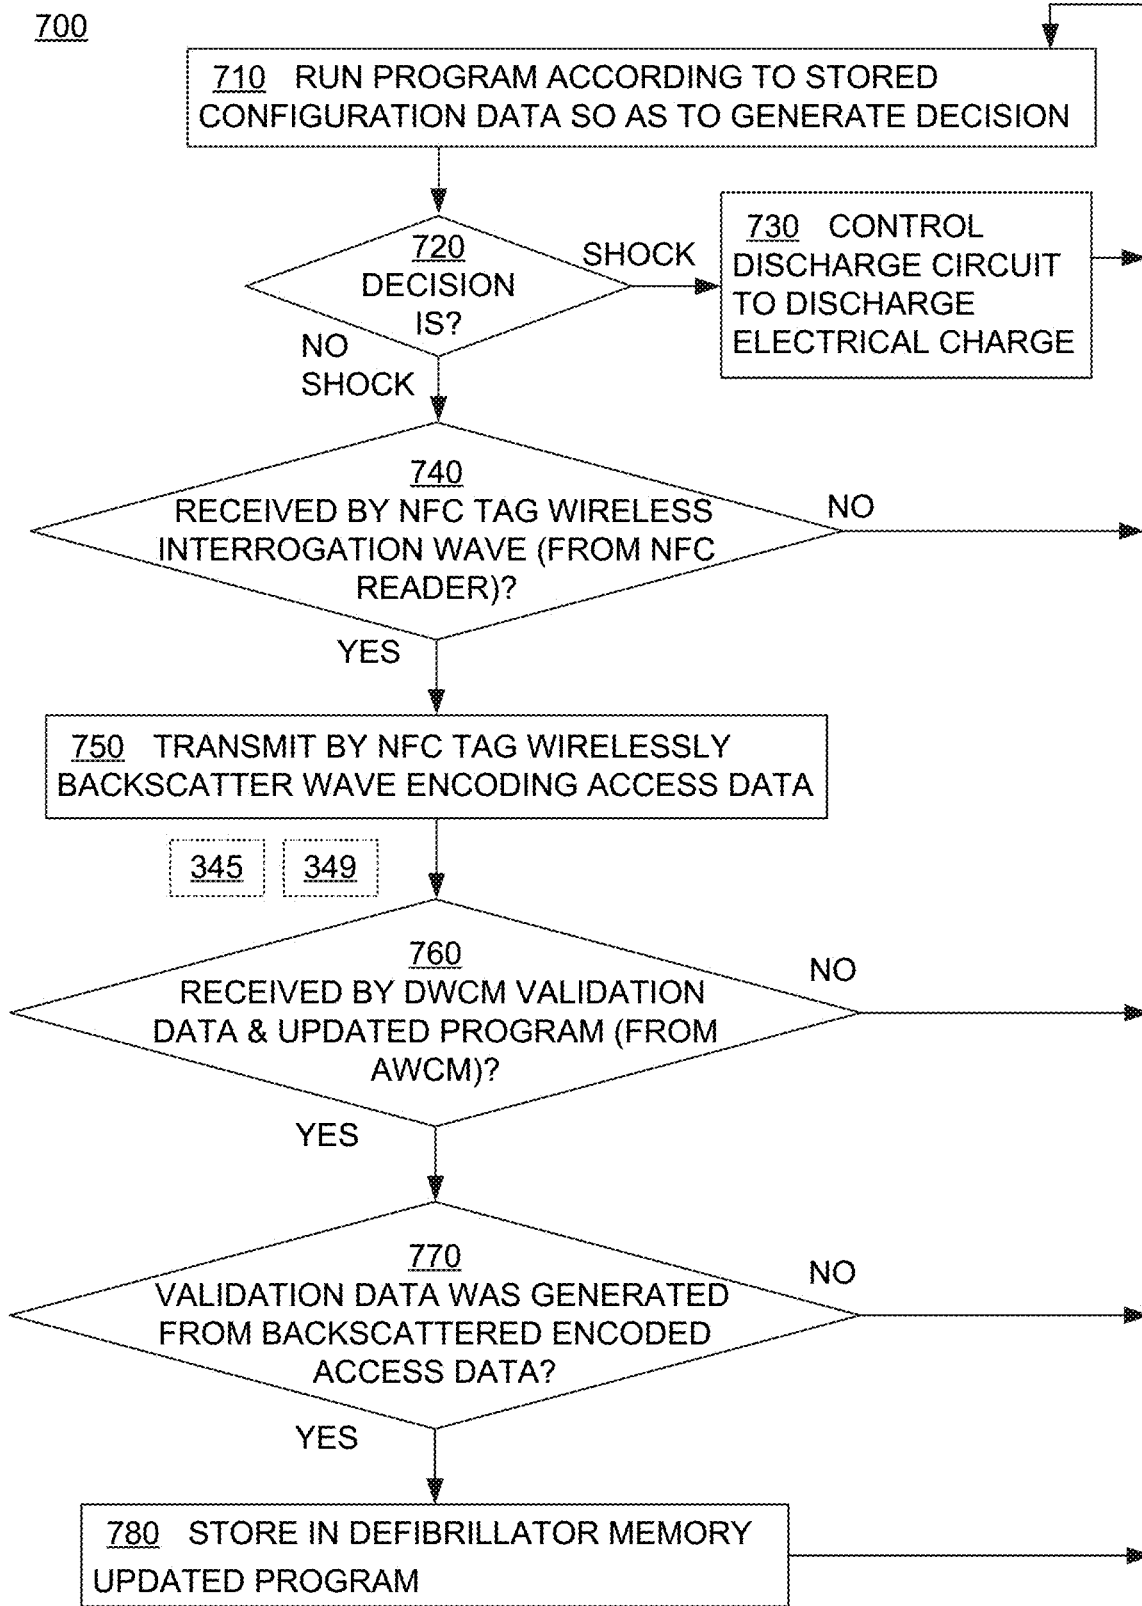 700
710 RUN PROGRAM ACCORDING TO STORED
CONFIGURATION DATA SO AS TO GENERATE DECISION
720
DECISION
IS?
SHOCK
730 CONTROL
DISCHARGE CIRCUIT
TO DISCHARGE
ELECTRICAL CHARGE
NO
SHOCK
740
RECEIVED BY NFC TAG WIRELESS
INTERROGATION WAVE (FROM NFC
READER)?
NO
YES
750 TRANSMIT BY NFC TAG WIRELESSLY
BACKSCATTER WAVE ENCODING ACCESS DATA
345 349
760
RECEIVED BY DWCM VALIDATION
DATA & UPDATED PROGRAM (FROM
AWCM)?
NO
YES
770
VALIDATION DATA WAS GENERATED
FROM BACKSCATTERED ENCODED
ACCESS DATA?
NO
YES
780 STORE IN DEFIBRILLATOR MEMORY
UPDATED PROGRAM